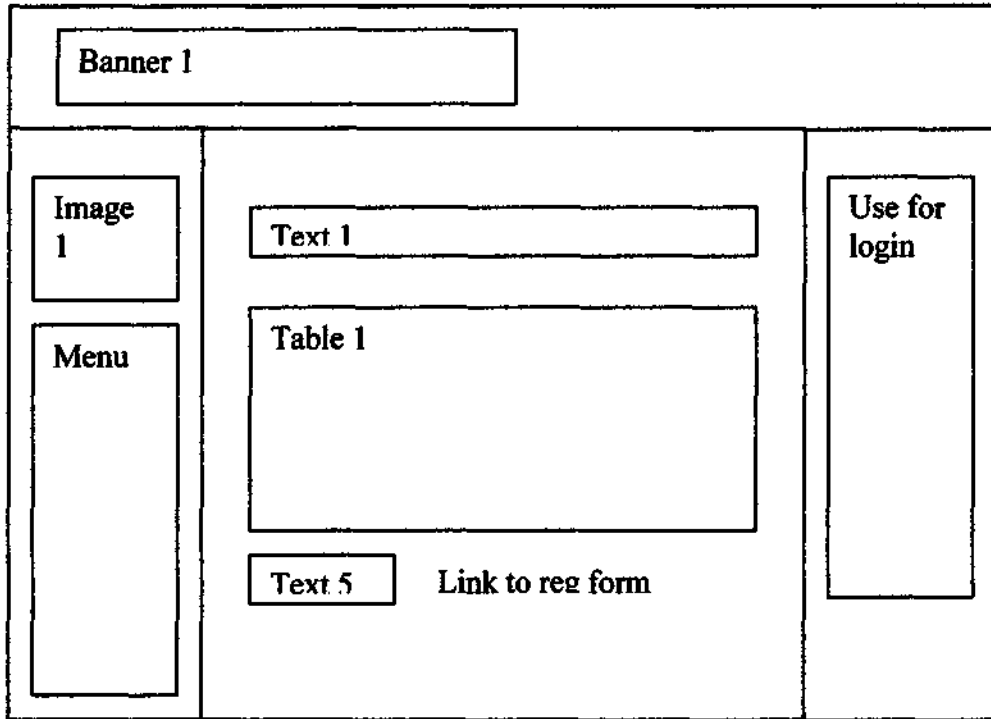 Banner 1
Image
1
Menu
Text 1
Table 1
Text 5
Link to reg form
Use for
login